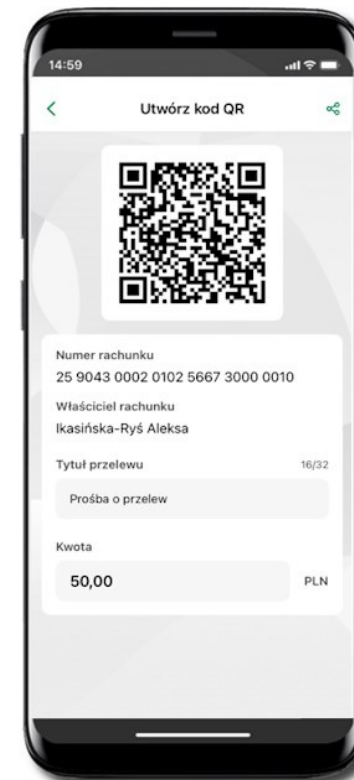 14:59
Utwórz kod QR
Numer rachunku
25 9043 0002 0102 5667 3000 0010
Właściciel rachunku
Ikasińska-Ryś Aleksa
Tytuł przelewu 16/32
Prośba o przelew
Kwota
50,00 PLN